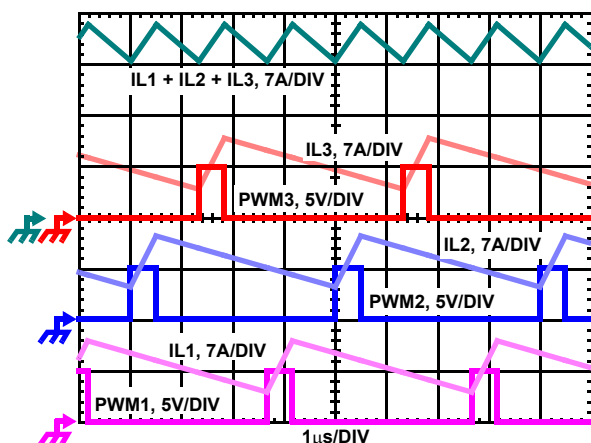 IL1 + IL2 + IL3, 7A/DIV
IL3, 7A/DIV
PWM3, 5V/DIV
IL2, 7A/DIV
PWM2, 5V/DIV
IL1, 7A/DIV
PWM1, 5V/DIV
1μs/DIV